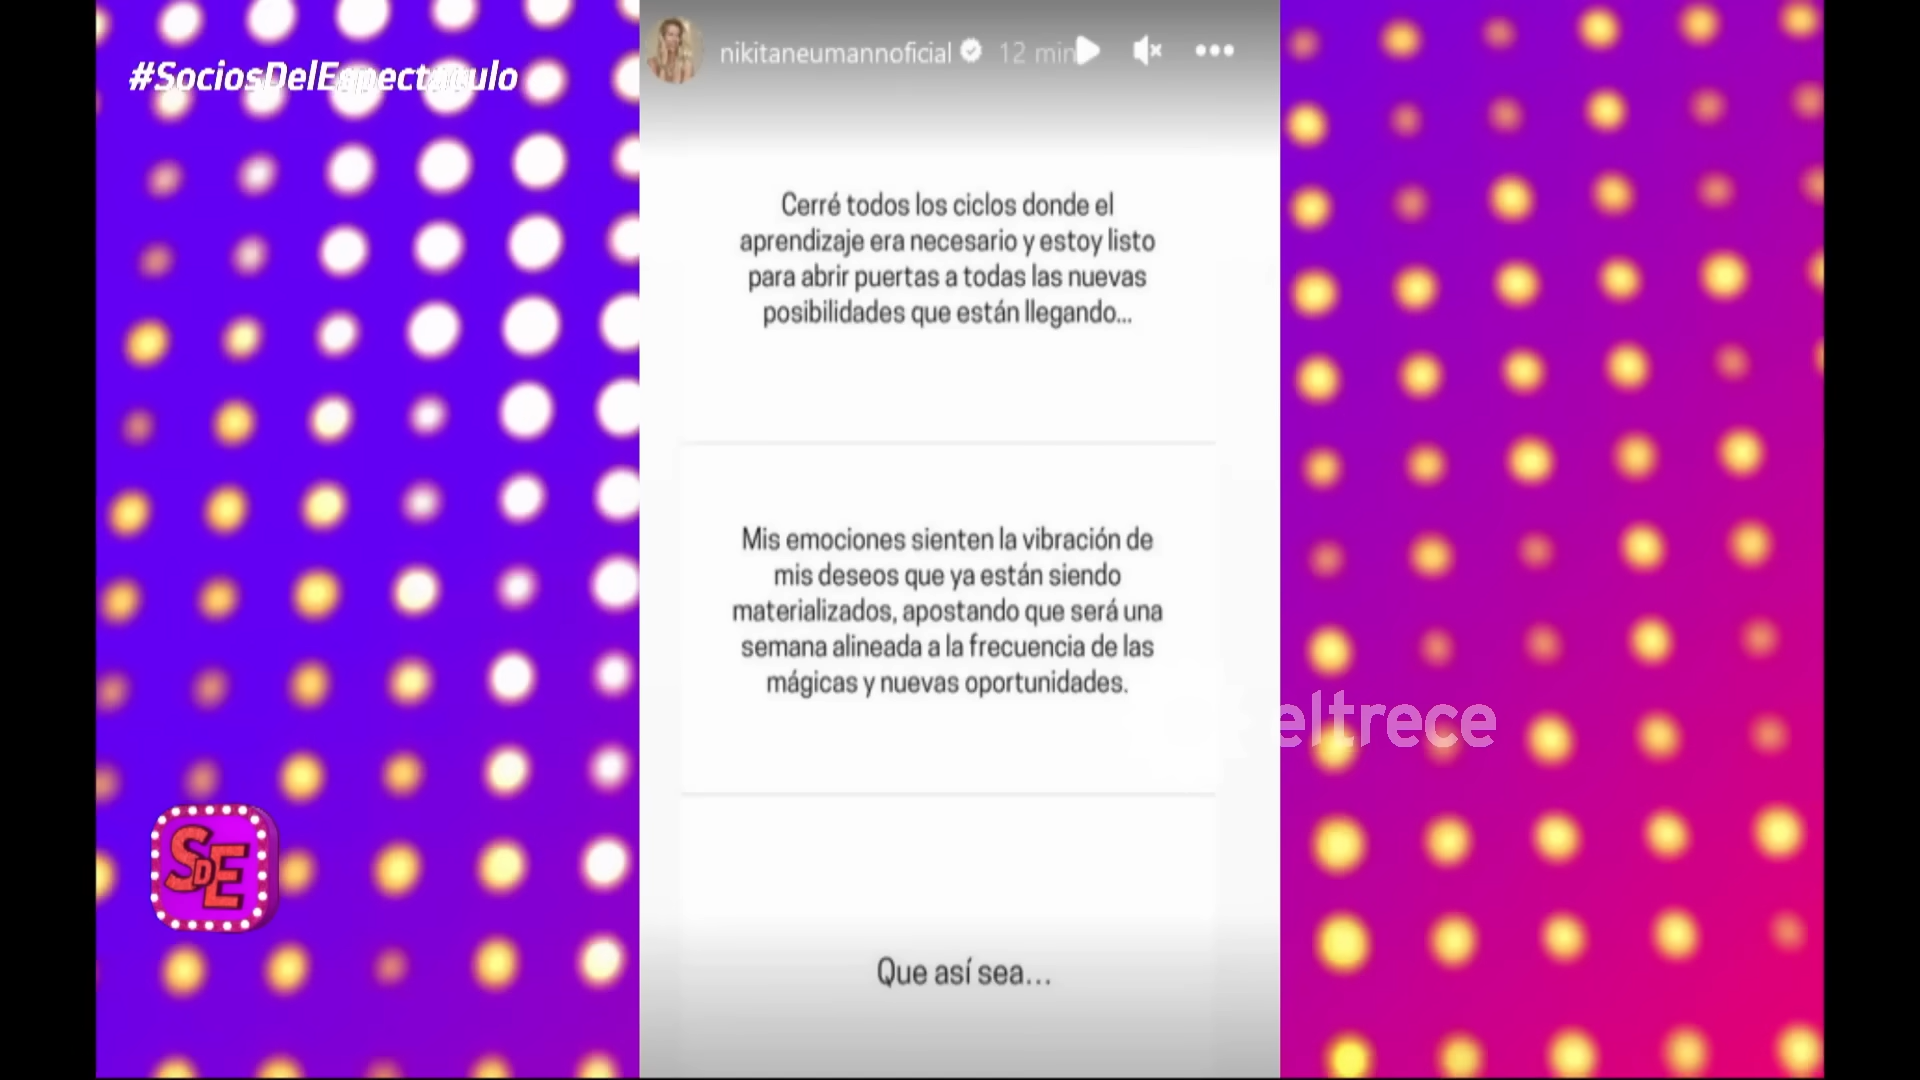 #SociosDelEspectáculo
nikitaneumannoficial 12 min
Cerré todos los ciclos donde el
aprendizaje era necesario y estoy listo
para abrir puertas a todas las nuevas
posibilidades que están llegando...
Mis emociones sienten la vibración de
mis deseos que ya están siendo
materializados, apostando que será una
semana alineada a la frecuencia de las
mágicas y nuevas oportunidades.
eltrece
SDE
Que así sea...